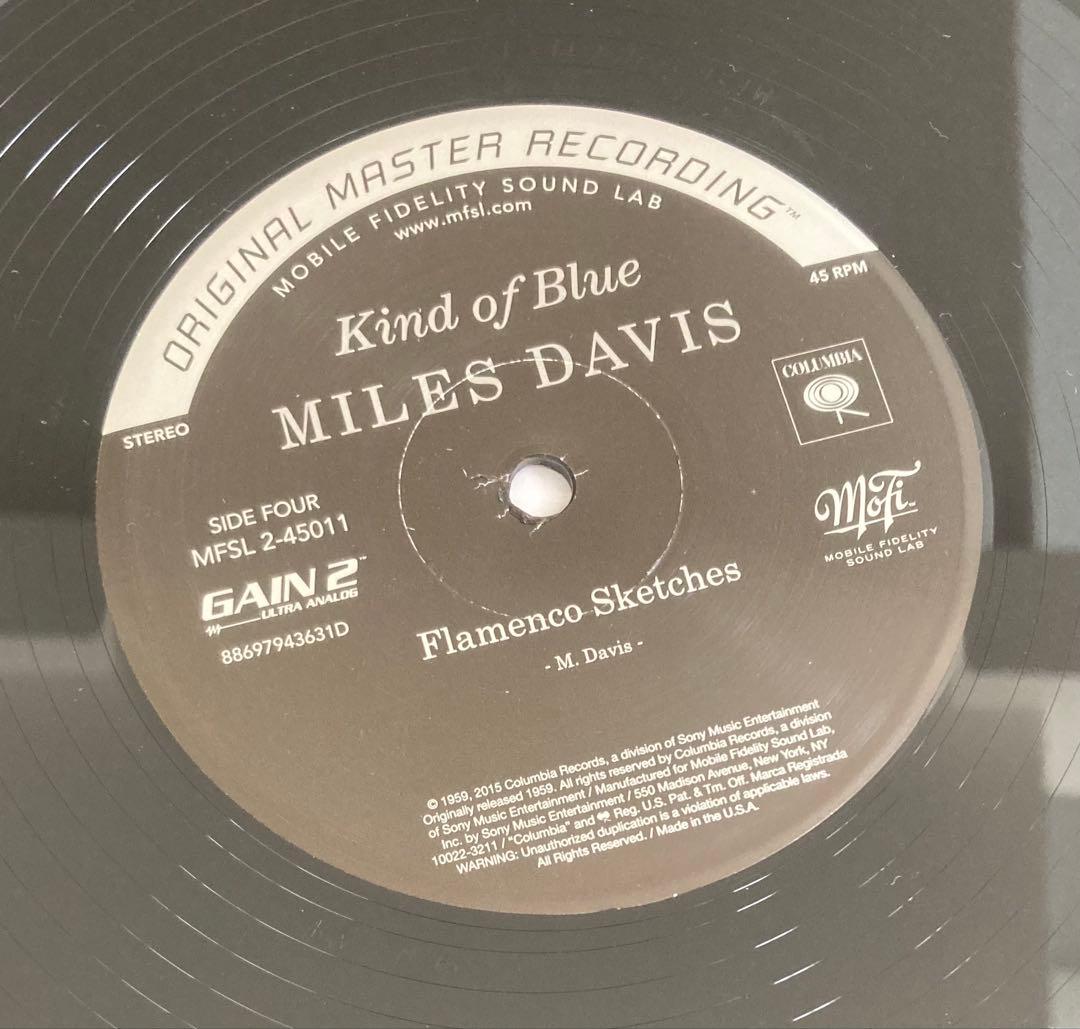 ORIGINAL MASTER RECORDING™
MOBILE FIDELITY SOUND LAB
www.mfsl.com
45 RPM
Kind of Blue
MILES DAVIS
COLUMBIA
STEREO
SIDE FOUR
MFSL 2-45011
GAIN 2™
ULTRA ANALOG
88697943631D
MoFi™
MOBILE FIDELITY
SOUND LAB
Flamenco Sketches
- M. Davis -
© 1959, 2015 Columbia Records, a division of Sony Music Entertainment
Originally released 1959. All rights reserved by Columbia Records, a division
of Sony Music Entertainment / Manufactured for Mobile Fidelity Sound Lab,
Inc. by Sony Music Entertainment / 550 Madison Avenue, New York, NY
10022-3211 / "Columbia" and Reg. U.S. Pat. & Tm. Off. Marca Registrada
WARNING: Unauthorized duplication is a violation of applicable laws.
All Rights Reserved. / Made in the U.S.A.